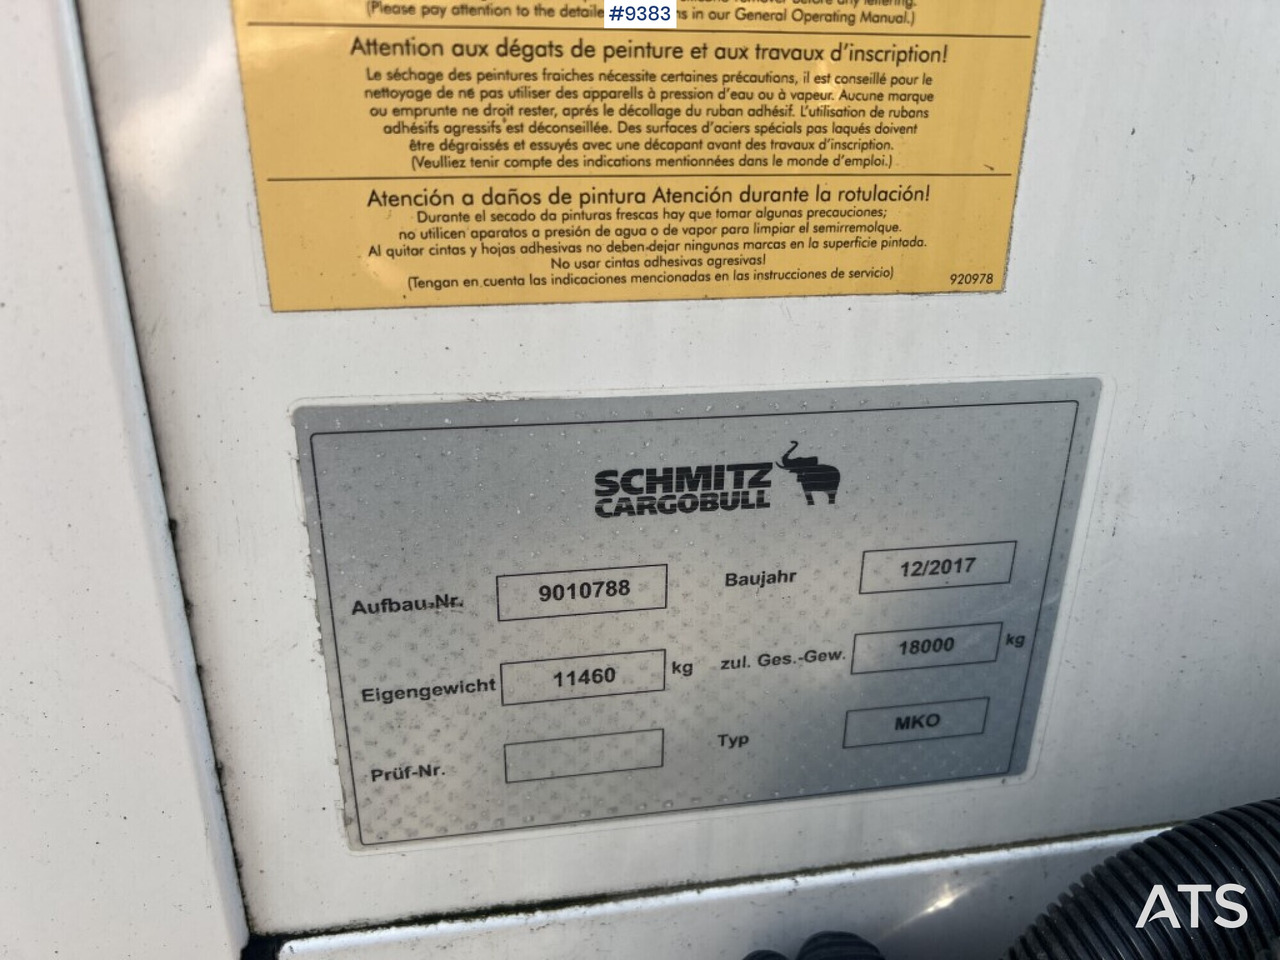 (Please pay attention to the detaile
#9383
s in our General Operating Manual.)
Attention aux dégats de peinture et aux travaux d'inscription!
Le séchage des peintures fraiches nécessite certaines précautions, il est conseillé pour le
nettoyage de né pas utiliser des appareils à pression d'eau ou à vapeur. Aucune marque
ou emprunte ne droit rester, aprés le décollage du ruban adhésif. L'utilisation de rubans
adhésifs agressifs est déconseillée. Des surfaces d'aciers spécials pas laqués doivent
être dégraissés et essuyés avec une décapant avant des travaux d'inscription.
(Veulliez tenir compte des indications mentionnées dans le monde d'emploi.)
Atención a daños de pintura Atención durante la rotulación!
Durante el secado da pinturas frescas hay que tomar algunas precauciones;
no utilicen aparatos a presión de agua o de vapor para limpiar el semirremolque.
Al quitar cintas y hojas adhesivas no deben dejar ningunas marcas en la superficie pintada.
No usar cintas adhesivas agresivas!
(Tengan en cuenta las indicaciones mencionadas en las instrucciones de servicio)
920978
SCHMITZ
CARGOBULL
Aufbau-Nr. 9010788 Baujahr 12/2017
Eigengewicht 11460 kg zul. Ges.-Gew. 18000 kg
Prüf-Nr. Typ MKO
ATS